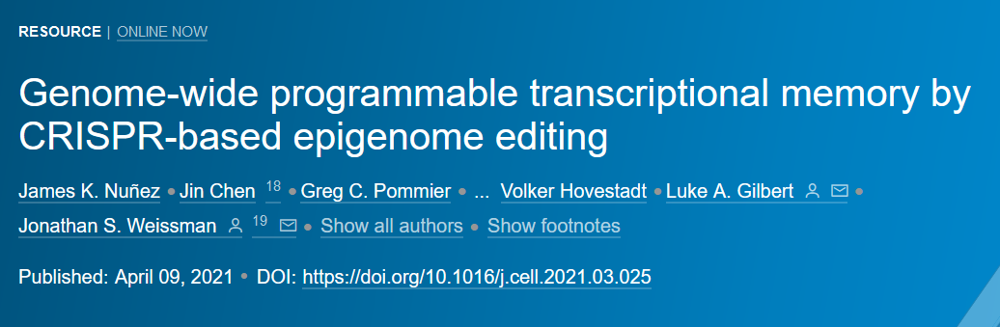 RESOURCE | ONLINE NOW
Genome-wide programmable transcriptional memory by
CRISPR-based epigenome editing
James K. Nuñez • Jin Chen 18 • Greg C. Pommier • ... Volker Hovestadt • Luke A. Gilbert •
Jonathan S. Weissman 19 • Show all authors • Show footnotes
Published: April 09, 2021 • DOI: https://doi.org/10.1016/j.cell.2021.03.025